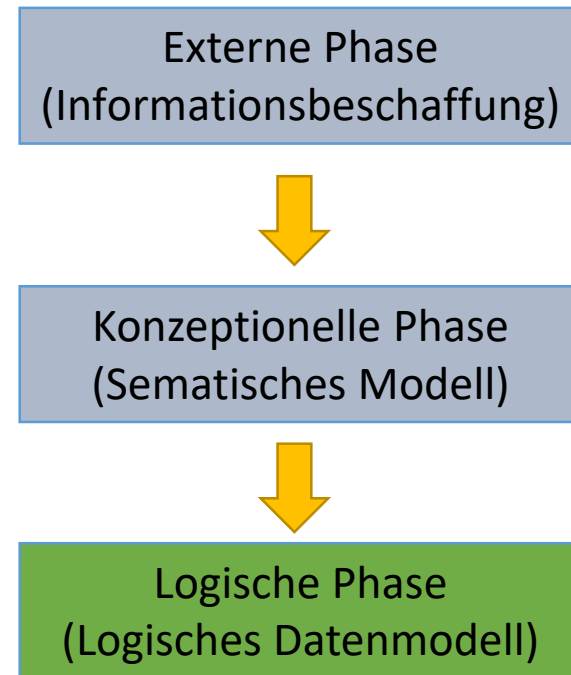 Externe Phase
(Informationsbeschaffung)
Konzeptionelle Phase
(Sematisches Modell)
Logische Phase
(Logisches Datenmodell)